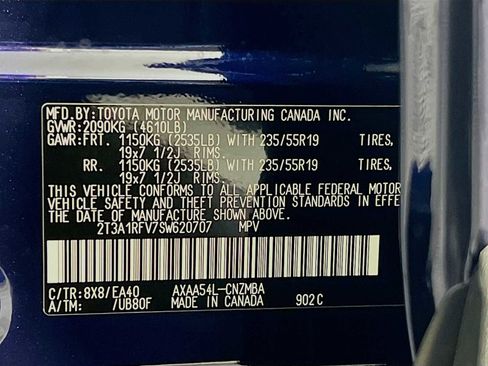 MFD.BY:TOYOTA MOTOR MANUFACTURING CANADA INC.
GVWR:2090KG (4610LB)
GAWR:FRT. 1150KG (2535LB) WITH 235/55R19 TIRES,
19x7 1/2J RIMS.
RR. 1150KG (2535LB) WITH 235/55R19 TIRES,
19x7 1/2J RIMS.
THIS VEHICLE CONFORMS TO ALL APPLICABLE FEDERAL MOTOR
VEHICLE SAFETY AND THEFT PREVENTION STANDARDS IN
EFFECT ON THE DATE OF MANUFACTURE SHOWN ABOVE.
2T3A1RFV7SW620707 MPV
C/TR:8X8/EA40 AXAA54L-CNZMBA
A/TM: /UB80F MADE IN CANADA 902C